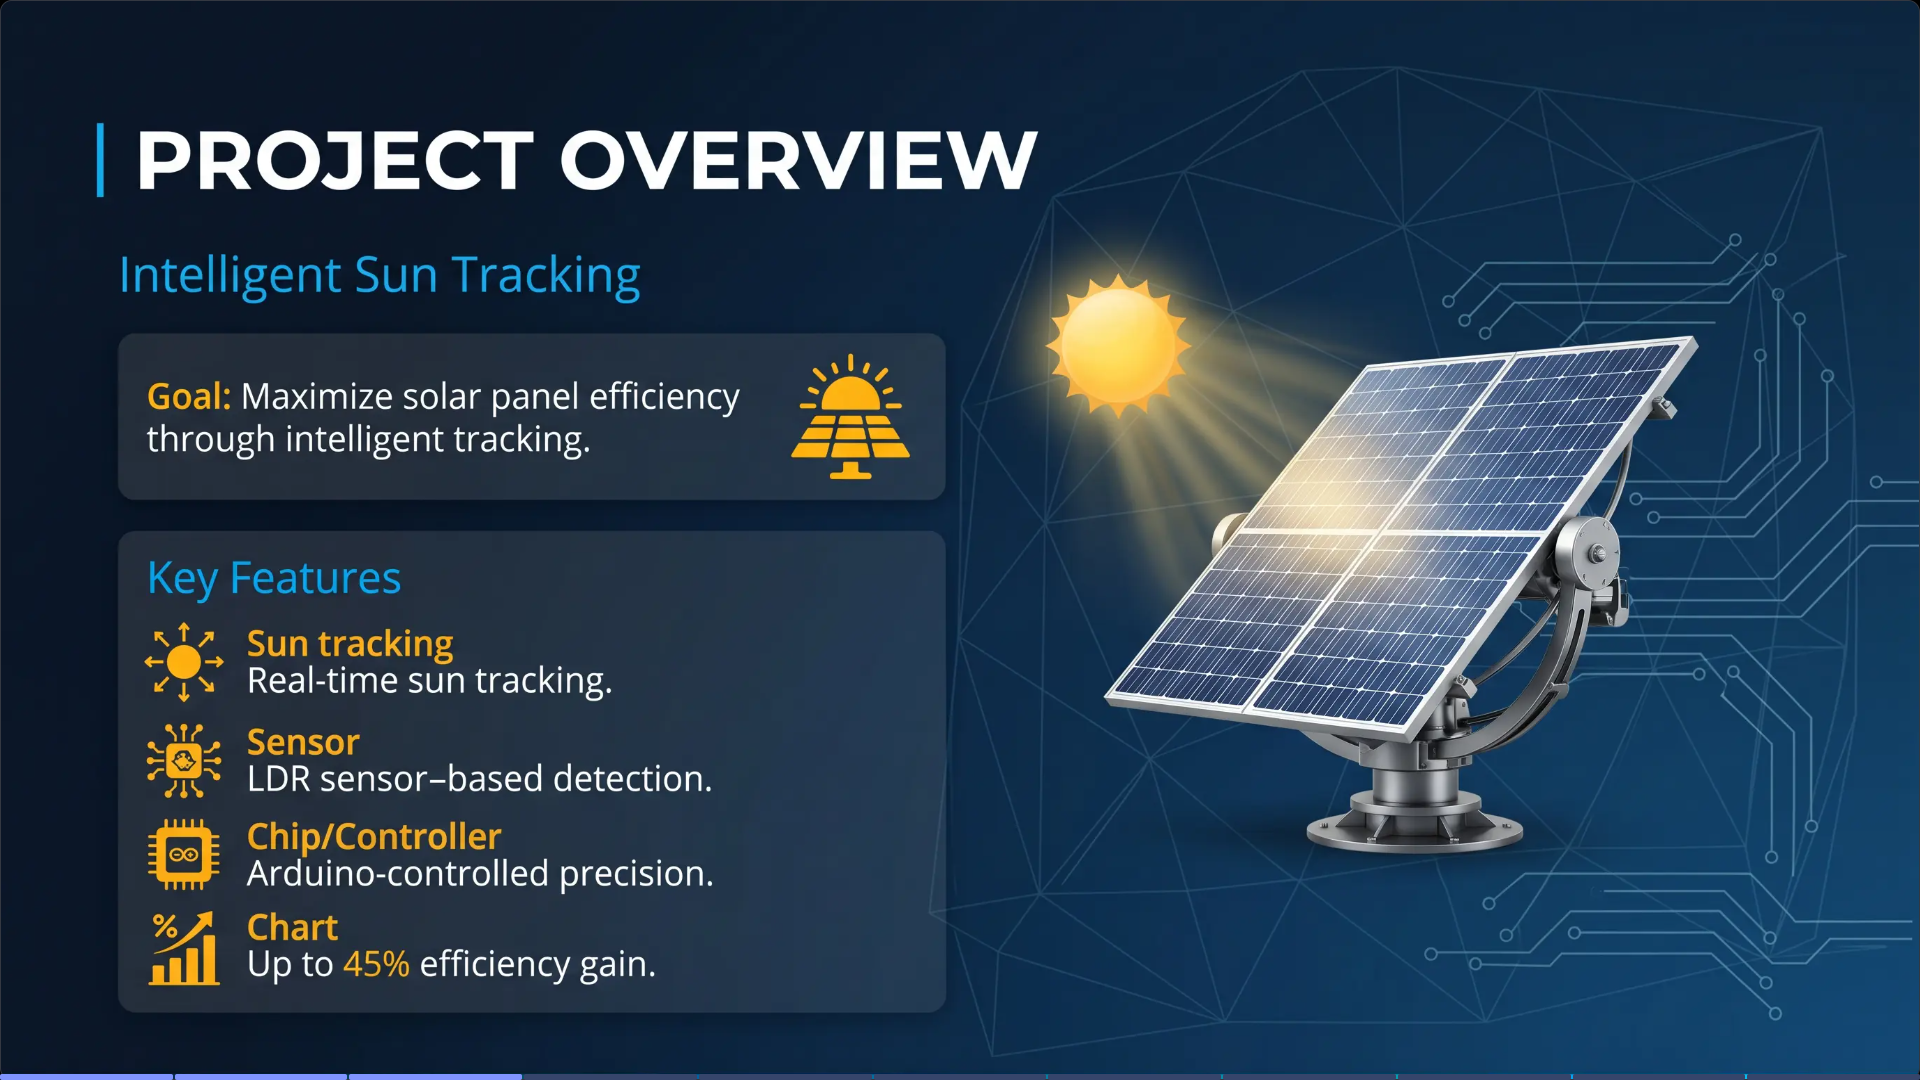 PROJECT OVERVIEW
Intelligent Sun Tracking
Goal: Maximize solar panel efficiency
through intelligent tracking.
Key Features
Sun tracking
Real-time sun tracking.
Sensor
LDR sensor–based detection.
Chip/Controller
Arduino-controlled precision.
%
Chart
Up to 45% efficiency gain.